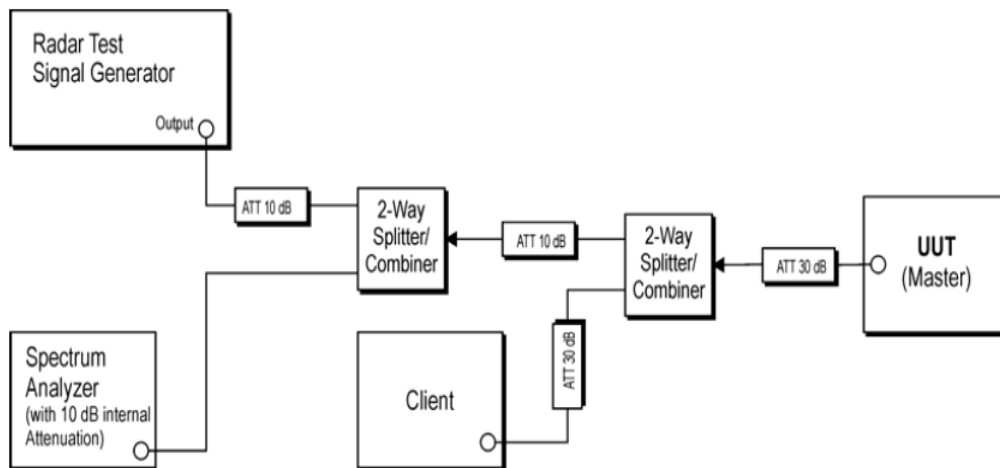 Radar Test
Signal Generator
Output
ATT 10 dB
2-Way
Splitter/
Combiner
ATT 10 dB
2-Way
Splitter/
Combiner
ATT 30 dB
UUT
(Master)
Spectrum
Analyzer
(with 10 dB internal
Attenuation)
Client
ATT 30 dB